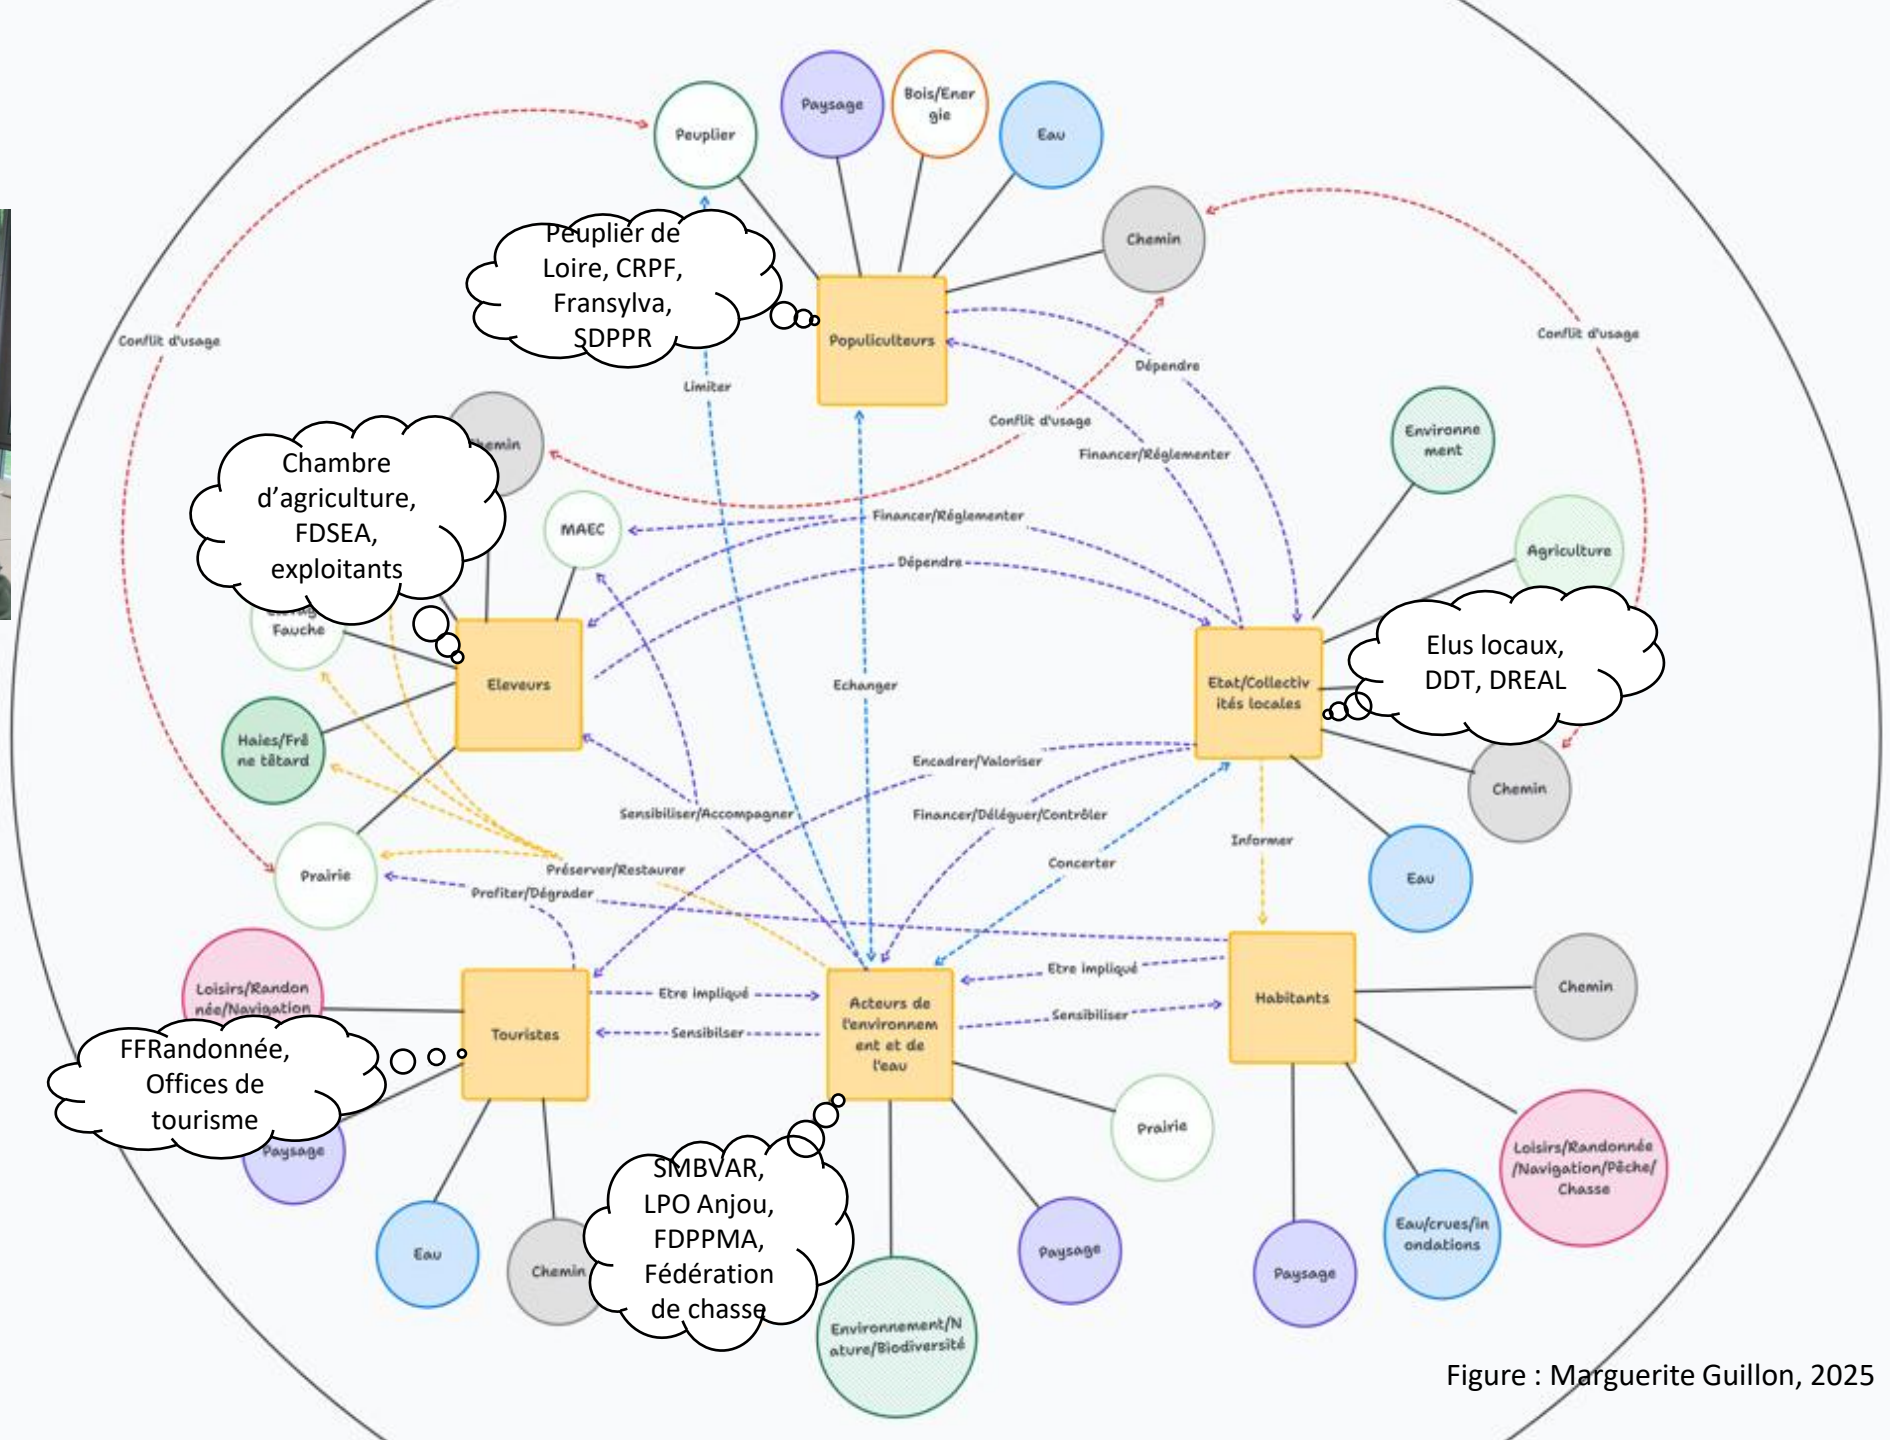 Peuplier
Paysage
Bois/Ener
gie
Eau
Chemin
Peuplier de
Loire, CRPF,
Fransylva,
SDPPR
Populiculteurs
Conflit d'usage
Conflit d'usage
Limiter
Dépendre
Conflit d'usage
Financer/Réglementer
Environne
ment
Chambre
d'agriculture,
FDSEA,
exploitants
MAEC
Financer/Réglementer
Dépendre
Agriculture
Fauche
Eleveurs
Echanger
Etat/Collectiv
ités locales
Elus locaux,
DDT, DREAL
Haies/Frê
ne têtard
Encadrer/Valoriser
Chemin
Sensibiliser/Accompagner
Financer/Déléguer/Contrôler
Informer
Concerter
Eau
Prairie
Préserver/Restaurer
Profiter/Dégrader
Loisirs/Randon
née/Navigation
Etre impliqué
Etre impliqué
Touristes
Sensibilser
Acteurs de
l'environnem
ent et de
l'eau
Sensibiliser
Habitants
Chemin
FFRandonnée,
Offices de
tourisme
Paysage
Prairie
Loisirs/Randonnée
/Navigation/Pêche/
Chasse
SMBVAR,
LPO Anjou,
FDPPMA,
Fédération
de chasse
Eau
Chemin
Paysage
Eau/crues/in
ondations
Paysage
Environnement/N
ature/Biodiversité
Figure : Marguerite Guillon, 2025